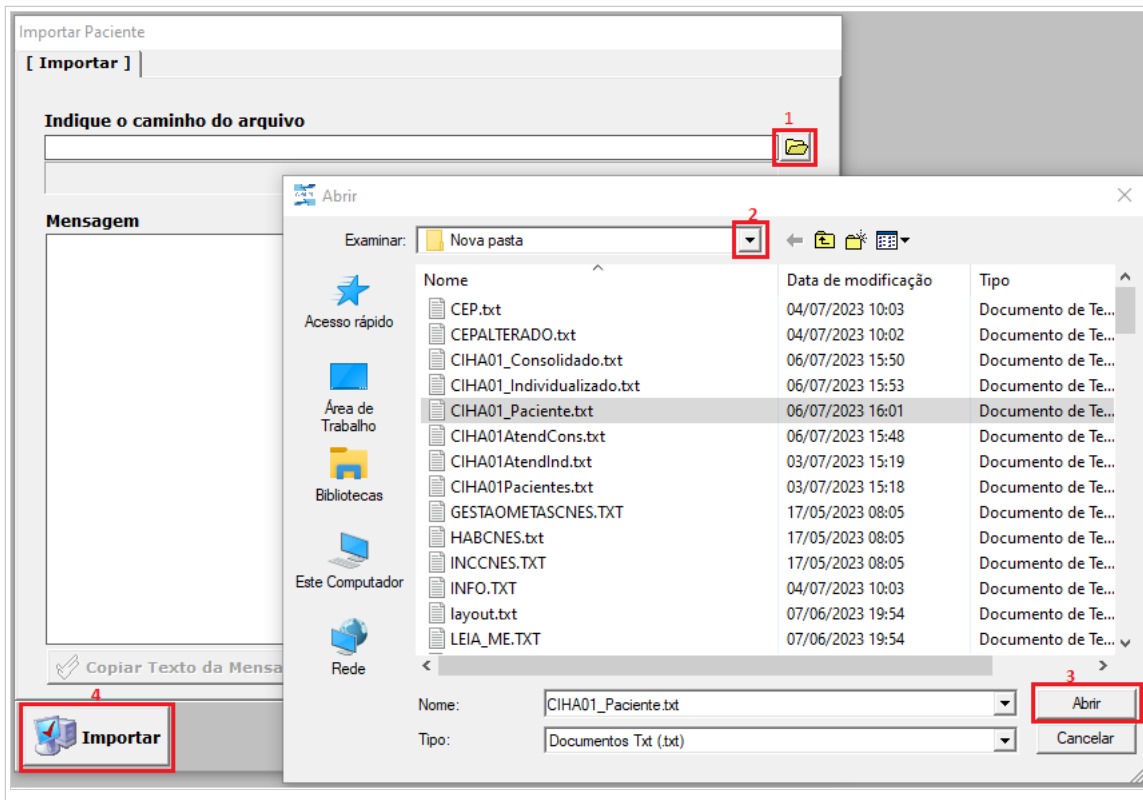 Importar Paciente
[ Importar ]
Indique o caminho do arquivo
1
Mensagem
Abrir
2
Examinar: Nova pasta
Nome Data de modificação Tipo
CEP.txt 04/07/2023 10:03 Documento de Te...
CEPALTERADO.txt 04/07/2023 10:02 Documento de Te...
CIHA01_Consolidado.txt 06/07/2023 15:50 Documento de Te...
CIHA01_Individualizado.txt 06/07/2023 15:53 Documento de Te...
CIHA01_Paciente.txt 06/07/2023 16:01 Documento de Te...
CIHA01AtendCons.txt 06/07/2023 15:48 Documento de Te...
CIHA01AtendInd.txt 03/07/2023 15:19 Documento de Te...
CIHA01Pacientes.txt 03/07/2023 15:18 Documento de Te...
GESTAOMETASCNES.TXT 17/05/2023 08:05 Documento de Te...
HABCNES.txt 17/05/2023 08:05 Documento de Te...
INCCNES.TXT 17/05/2023 08:05 Documento de Te...
INFO.TXT 04/07/2023 10:03 Documento de Te...
layout.txt 07/06/2023 19:54 Documento de Te...
LEIA_ME.TXT 07/06/2023 19:54 Documento de Te...
Acesso rápido
Área de
Trabalho
Bibliotecas
Este Computador
Rede
Copiar Texto da Mensa
3
Nome: CIHA01_Paciente.txt Abrir
Tipo: Documentos Txt (.txt) Cancelar
4
Importar